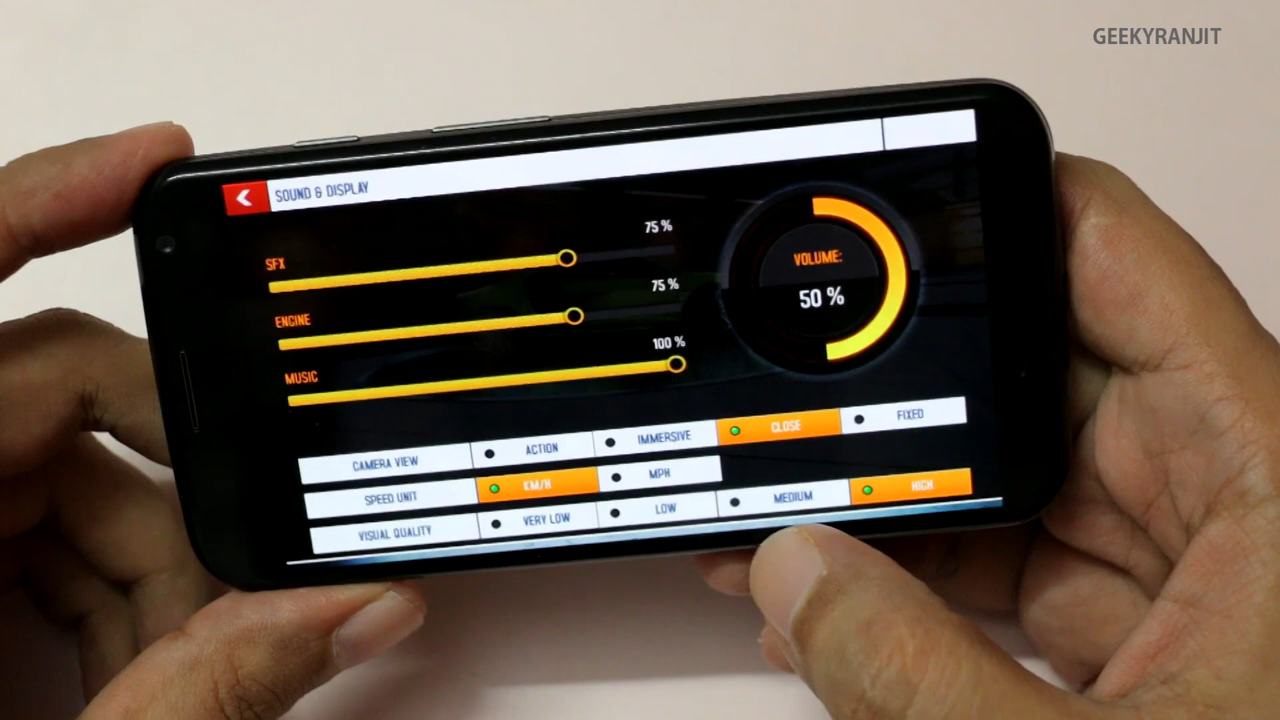 GEEKYRANJIT
SOUND & DISPLAY
75 %
SFX
75 %
ENGINE
100 %
MUSIC
VOLUME:
50 %
CAMERA VIEW ACTION IMMERSIVE CLOSE FIXED
SPEED UNIT KM/H MPH
VISUAL QUALITY VERY LOW LOW MEDIUM HIGH